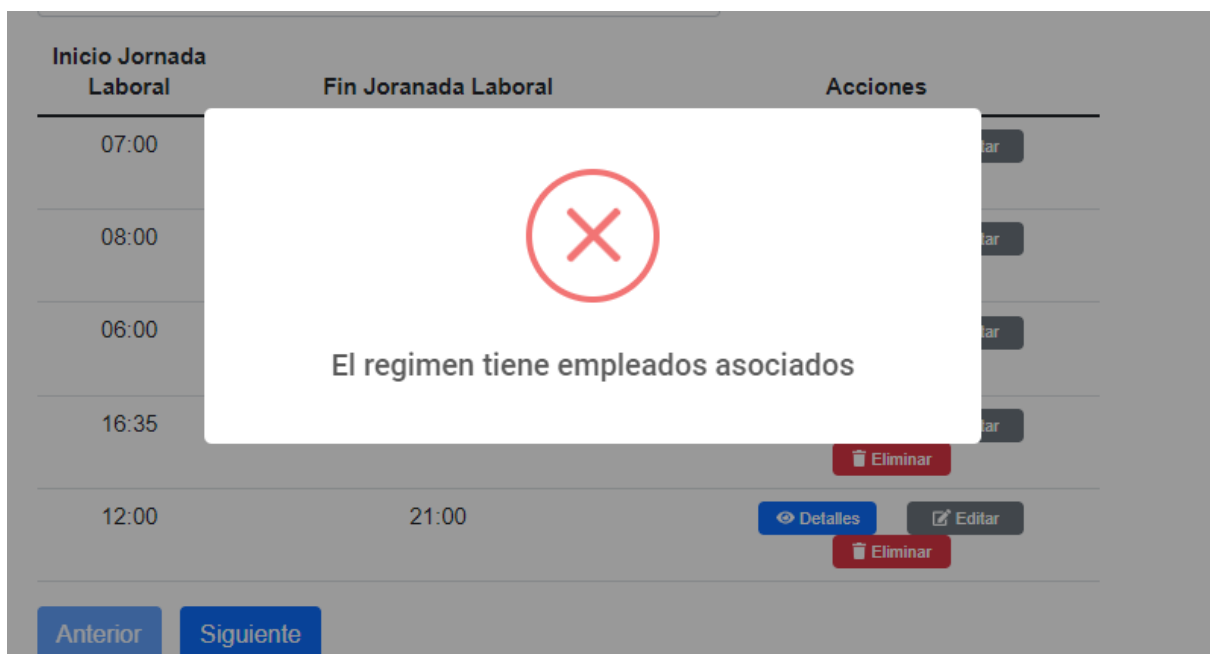 Inicio Jornada
Laboral
Fin Joranada Laboral
Acciones
07:00
08:00
06:00
El regimen tiene empleados asociados
16:35
Eliminar
12:00
21:00
Detalles
Editar
Eliminar
Anterior
Siguiente